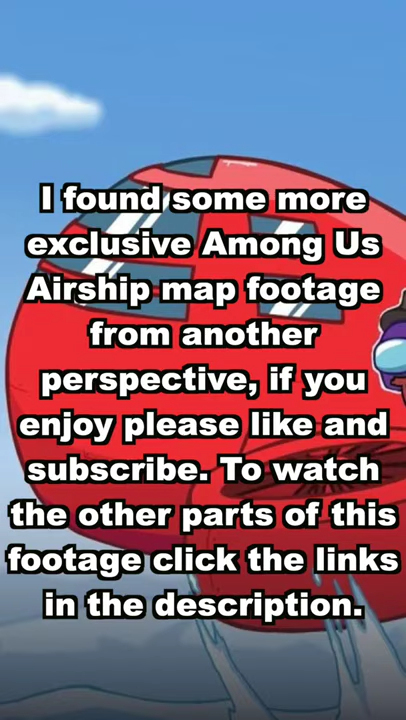 I found some more
exclusive Among Us
Airship map footage
from another
perspective, if you
enjoy please like and
subscribe. To watch
the other parts of this
footage click the links
in the description.